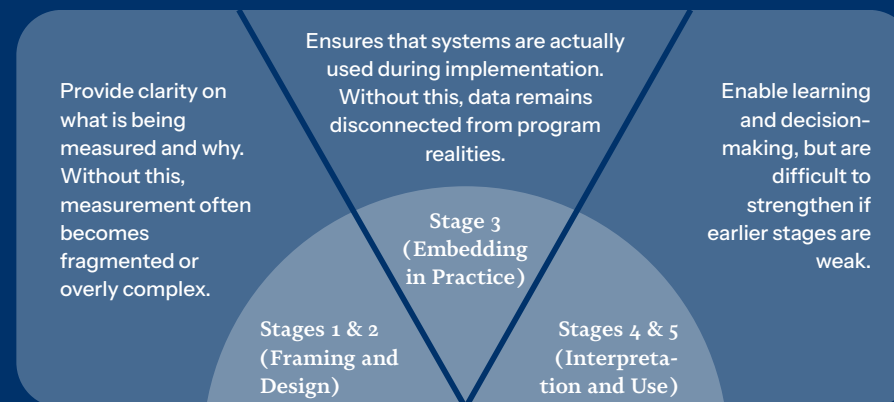 Provide clarity on
what is being
measured and why.
Without this,
measurement often
becomes
fragmented or
overly complex.
Stages 1 & 2
(Framing and
Design)
Ensures that systems are actually
used during implementation.
Without this, data remains
disconnected from program
realities.
Stage 3
(Embedding
in Practice)
Enable learning
and decision-
making, but are
difficult to
strengthen if
earlier stages are
weak.
Stages 4 & 5
(Interpreta-
tion and Use)